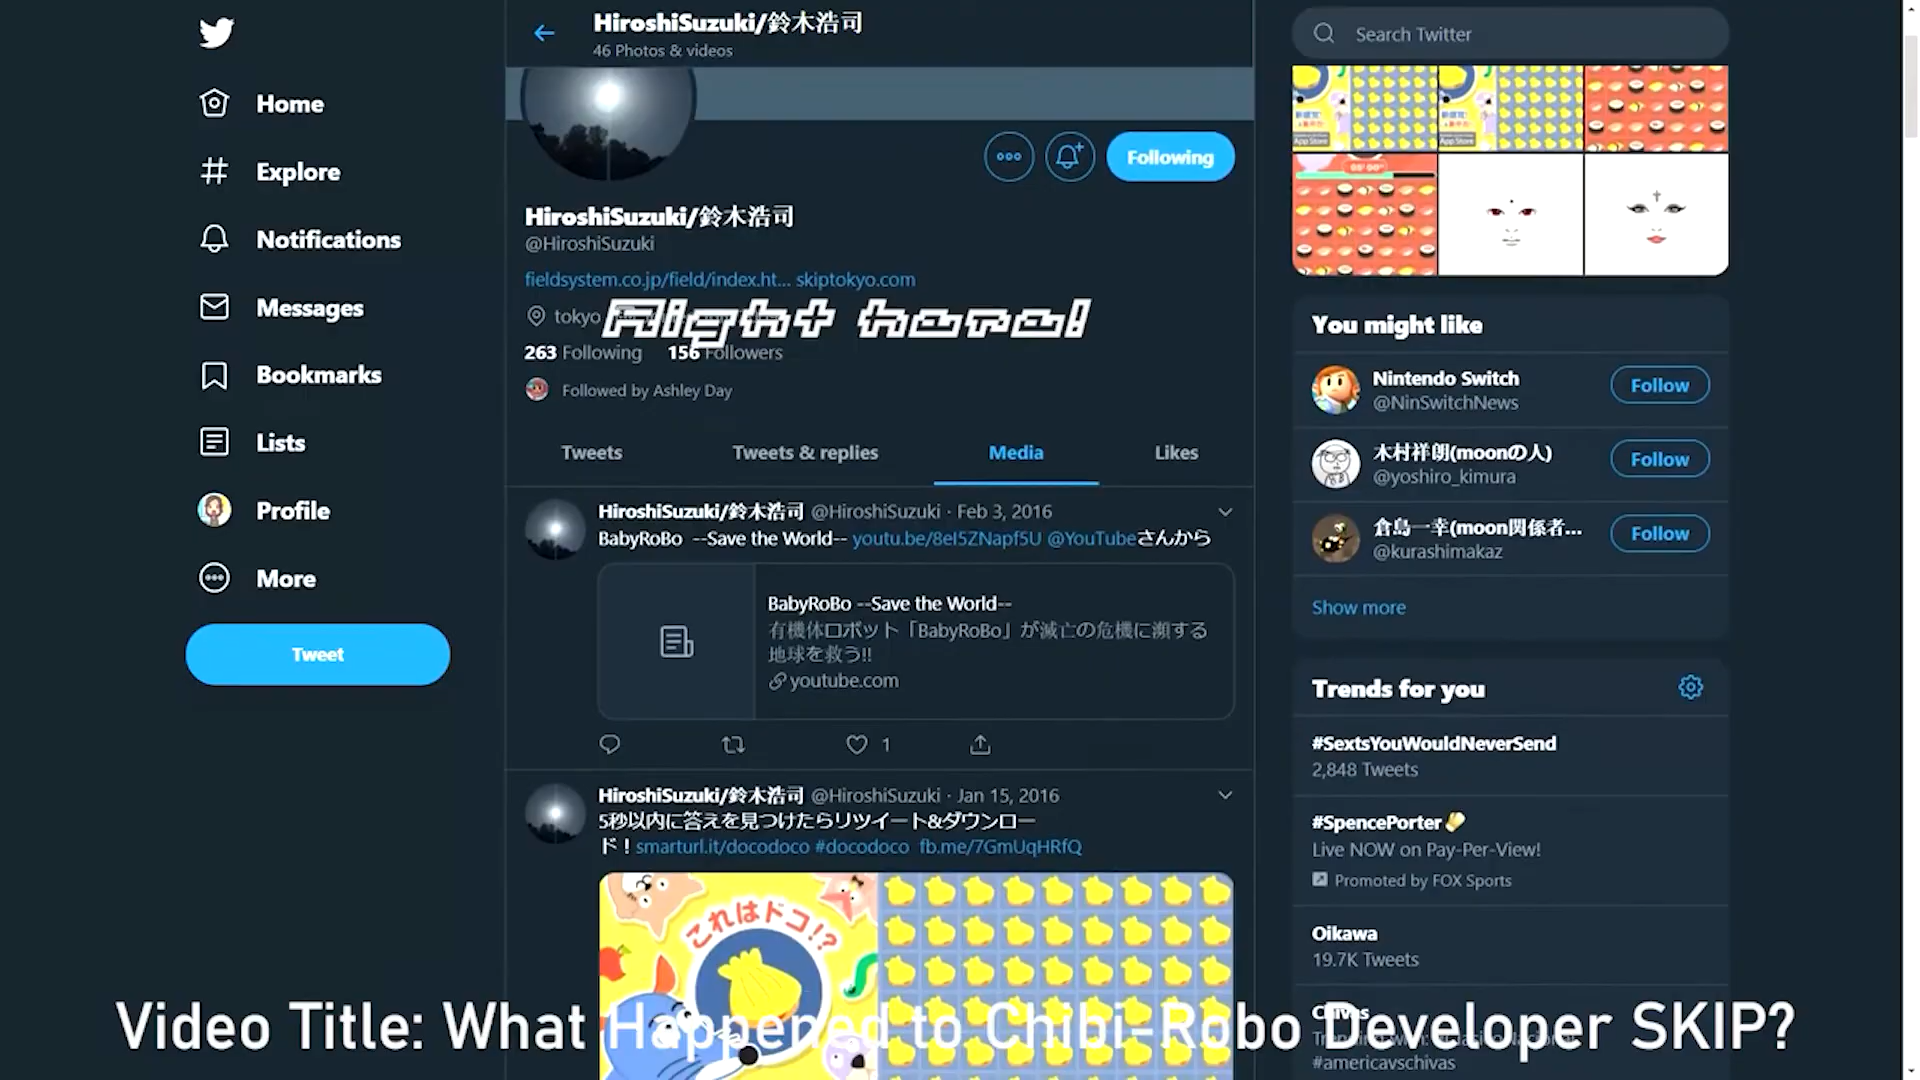 Home
Explore
Notifications
Messages
Bookmarks
Lists
Profile
More
Tweet
HiroshiSuzuki/鈴木浩司
46 Photos & videos
Following
HiroshiSuzuki/鈴木浩司
@HiroshiSuzuki
fieldsystem.co.jp/field/index.ht... skiptokyo.com
tokyo
Right here!
263 Following 156 Followers
Followed by Ashley Day
Tweets
Tweets & replies
Media
Likes
HiroshiSuzuki/鈴木浩司 @HiroshiSuzuki · Feb 3, 2016
BabyRoBo --Save the World-- youtu.be/8eI5ZNapf5U @YouTubeさんから
BabyRoBo --Save the World--
有機体ロボット「BabyRoBo」が滅亡の危機に瀕する
地球を救う!!
youtube.com
1
HiroshiSuzuki/鈴木浩司 @HiroshiSuzuki · Jan 15, 2016
5秒以内に答えを見つけたらリツイート&ダウンロー
ド！smarturl.it/docodoco #docodoco fb.me/7GmUqHRfQ
これはドコ!?
Search Twitter
App Store
App Store
You might like
Nintendo Switch
@NinSwitchNews
Follow
木村祥朗(moonの人)
@yoshiro_kimura
Follow
倉島一幸(moon関係者...
@kurashimakaz
Follow
Show more
Trends for you
#SextsYouWouldNeverSend
2,848 Tweets
#SpencePorter
Live NOW on Pay-Per-View!
Promoted by FOX Sports
Oikawa
19.7K Tweets
Chivas
#americavschivas
Video Title: What Happened to Chibi-Robo Developer SKIP?